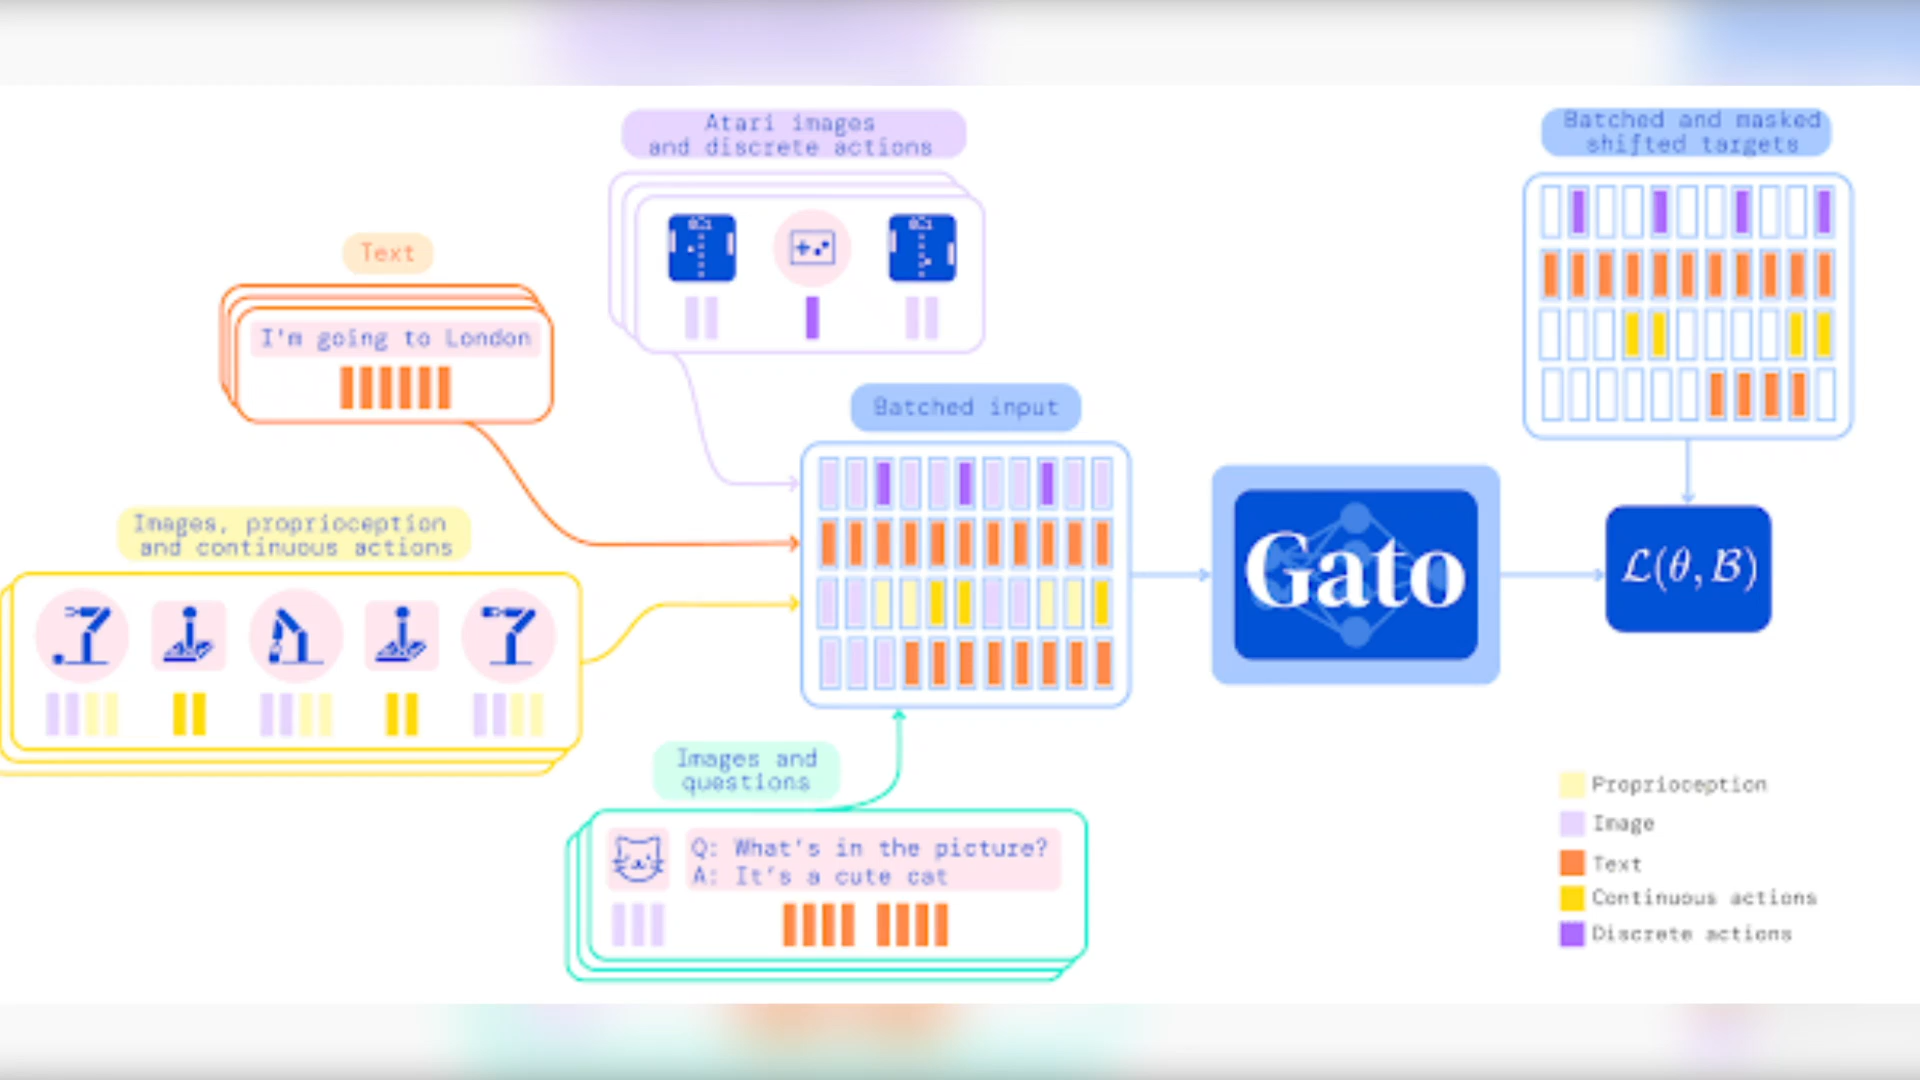 Atari images
and discrete actions
Batched and masked
shifted targets
Text
I'm going to London
Batched input
Images, proprioception
and continuous actions
Gato
ℒ(θ, ℬ)
Images and
questions
Q: What's in the picture?
A: It's a cute cat
Proprioception
Image
Text
Continuous actions
Discrete actions